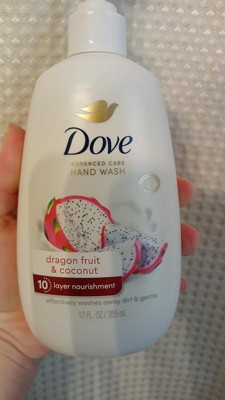 Dove
ADVANCED CARE
HAND WASH
dragon fruit
& coconut
10 layer nourishment
effectively washes away dirt & germs
12 FL. OZ / 355 mL